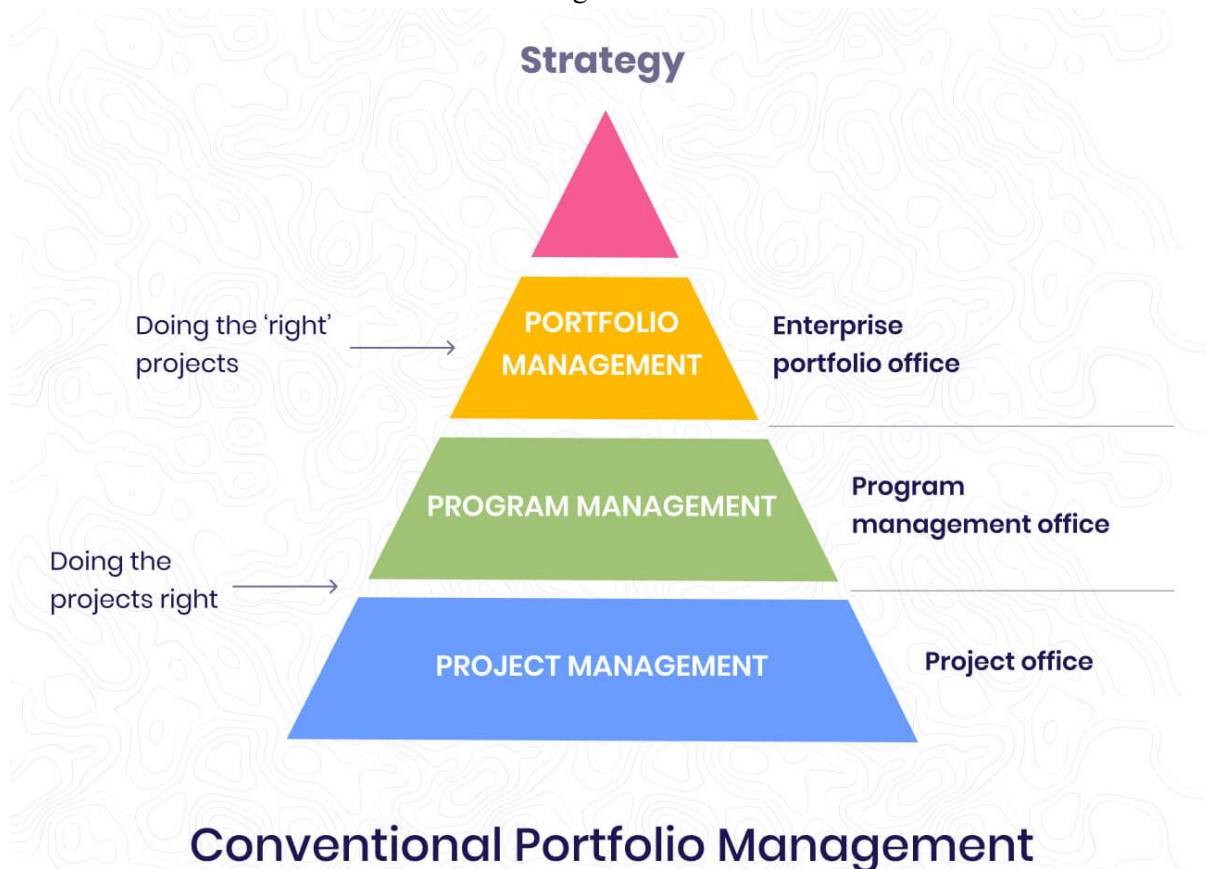 Strategy
Doing the ‘right’
projects
PORTFOLIO
MANAGEMENT
Enterprise
portfolio office
PROGRAM MANAGEMENT
Program
management office
Doing the
projects right
PROJECT MANAGEMENT
Project office
Conventional Portfolio Management